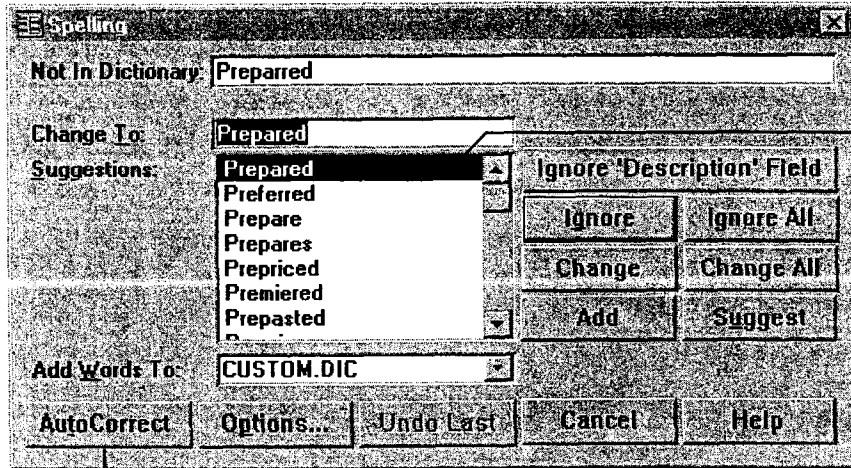 Spelling
Not In Dictionary: Preparred
Change To: Prepared
Suggestions:
Prepared
Preferred
Prepare
Prepares
Prepriced
Premiered
Prepasted
Ignore 'Description' Field
Ignore Ignore All
Change Change All
Add Suggest
Add Words To: CUSTOM.DIC
AutoCorrect Options... Undo Last Cancel Help